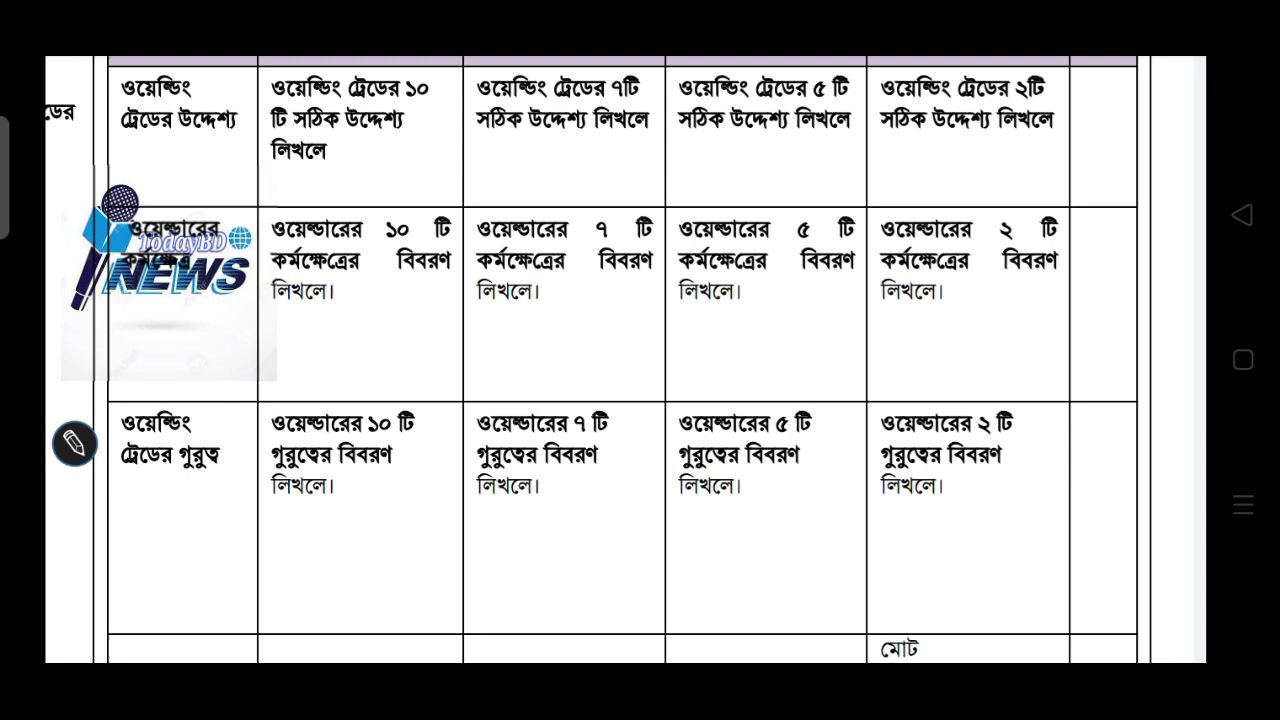 ডের
ওয়েল্ডিং
ট্রেডের উদ্দেশ্য
ওয়েল্ডিং ট্রেডের ১০
টি সঠিক উদ্দেশ্য
লিখলে
ওয়েল্ডিং ট্রেডের ৭টি
সঠিক উদ্দেশ্য লিখলে
ওয়েল্ডিং ট্রেডের ৫ টি
সঠিক উদ্দেশ্য লিখলে
ওয়েল্ডিং ট্রেডের ২টি
সঠিক উদ্দেশ্য লিখলে
ওয়েল্ডারের
কর্মক্ষেত্র
TodayBD
NEWS
ওয়েল্ডারের ১০ টি
কর্মক্ষেত্রের বিবরণ
লিখলে।
ওয়েল্ডারের ৭ টি
কর্মক্ষেত্রের বিবরণ
লিখলে।
ওয়েল্ডারের ৫ টি
কর্মক্ষেত্রের বিবরণ
লিখলে।
ওয়েল্ডারের ২ টি
কর্মক্ষেত্রের বিবরণ
লিখলে।
ওয়েল্ডিং
ট্রেডের গুরুত্ব
ওয়েল্ডারের ১০ টি
গুরুত্বের বিবরণ
লিখলে।
ওয়েল্ডারের ৭ টি
গুরুত্বের বিবরণ
লিখলে।
ওয়েল্ডারের ৫ টি
গুরুত্বের বিবরণ
লিখলে।
ওয়েল্ডারের ২ টি
গুরুত্বের বিবরণ
লিখলে।
মোট